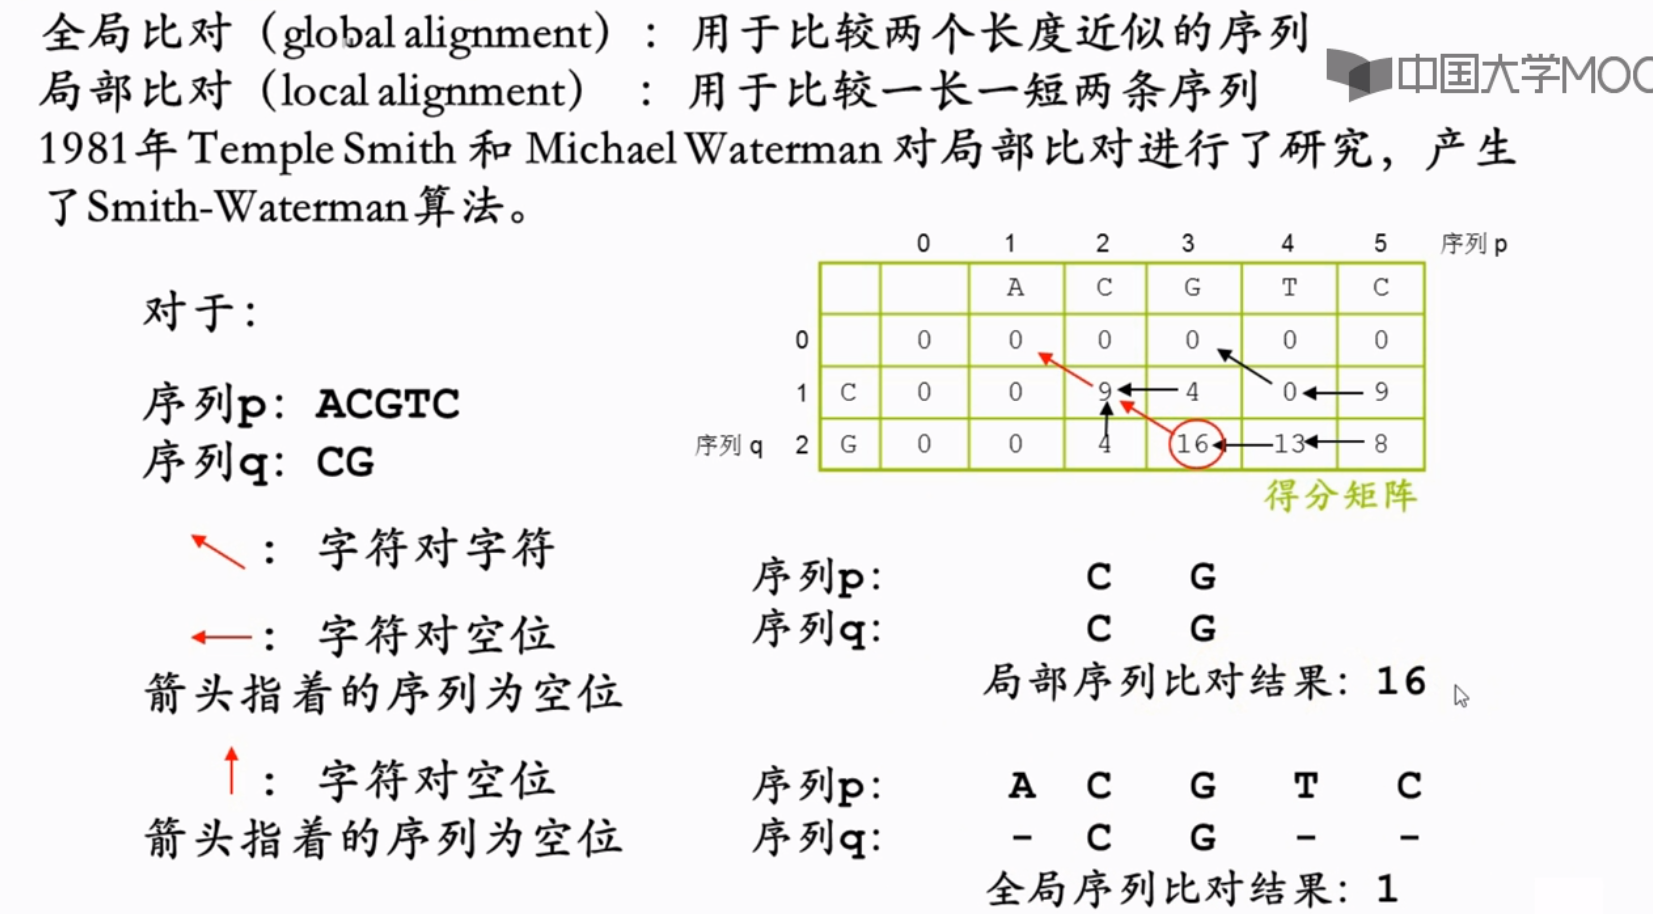 全局比对（global alignment）：用于比较两个长度近似的序列
局部比对（local alignment）：用于比较一长一短两条序列
中国大学MOO
1981年 Temple Smith 和 Michael Waterman 对局部比对进行了研究，产生
了Smith-Waterman算法。
0 1 2 3 4 5 序列 p
A C G T C
0 0 0 0 0 0 0
1 C 0 0 9 4 0 9
序列 q 2 G 0 0 4 16 13 8
得分矩阵
对于：
序列p: ACGTC
序列q: CG
： 字符对字符
： 字符对空位
箭头指着的序列为空位
： 字符对空位
箭头指着的序列为空位
序列p: C G
序列q: C G
局部序列比对结果：16
序列p: A C G T C
序列q: - C G - -
全局序列比对结果：1